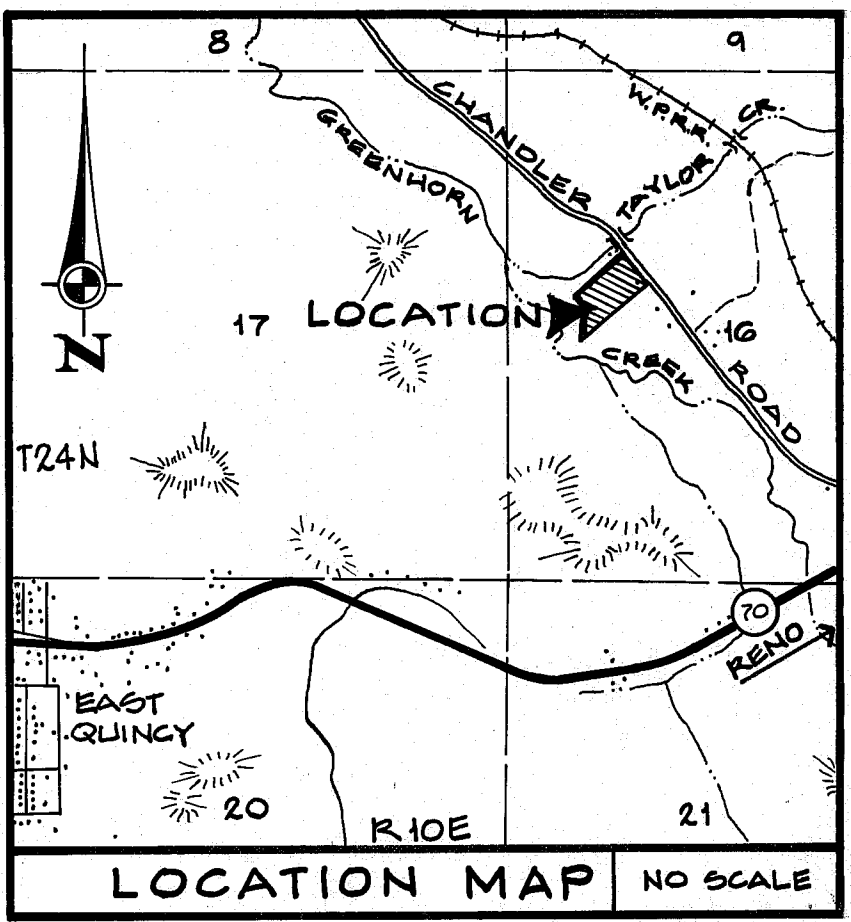 8
9
CHANDLER
W.P.R.R.
CR.
GREENHORN
TAYLOR
17
LOCATION
16
N
CREEK
ROAD
T24N
70
RENO
EAST
QUINCY
20
21
R10E
LOCATION MAP
NO SCALE